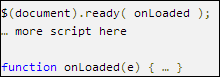 $(document).ready( onLoaded );
… more script here
function onLoaded(e) { … }